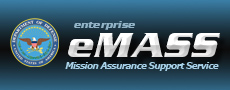 enterprise
eMASS
Mission Assurance Support Service